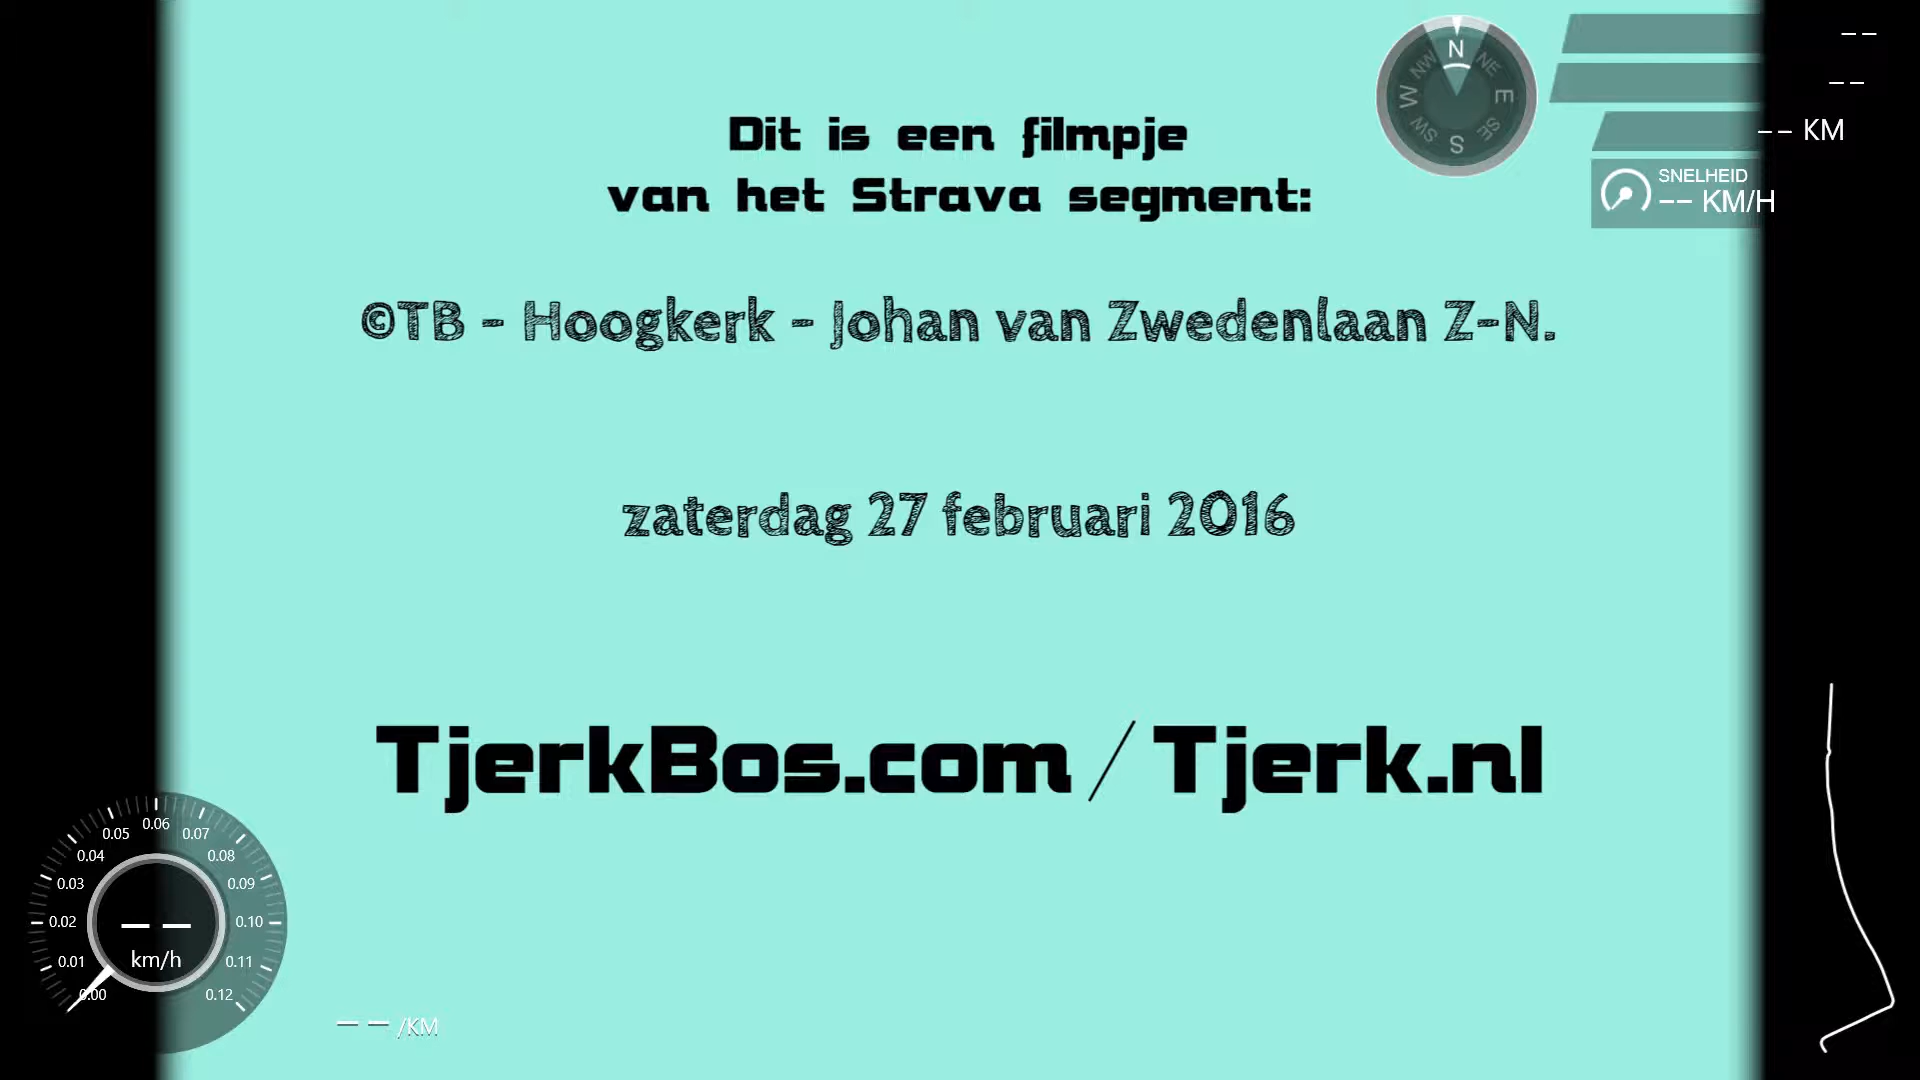 Dit is een filmpje
van het Strava segment:
©TB - Hoogkerk - Johan van Zwedenlaan Z-N.
zaterdag 27 februari 2016
TjerkBos.com / Tjerk.nl
N
NE
E
SE
S
SW
W
NW
--
--
-- KM
SNELHEID
-- KM/H
0.00
0.01
0.02
0.03
0.04
0.05
0.06
0.07
0.08
0.09
0.10
0.11
0.12
--
km/h
-- /KM